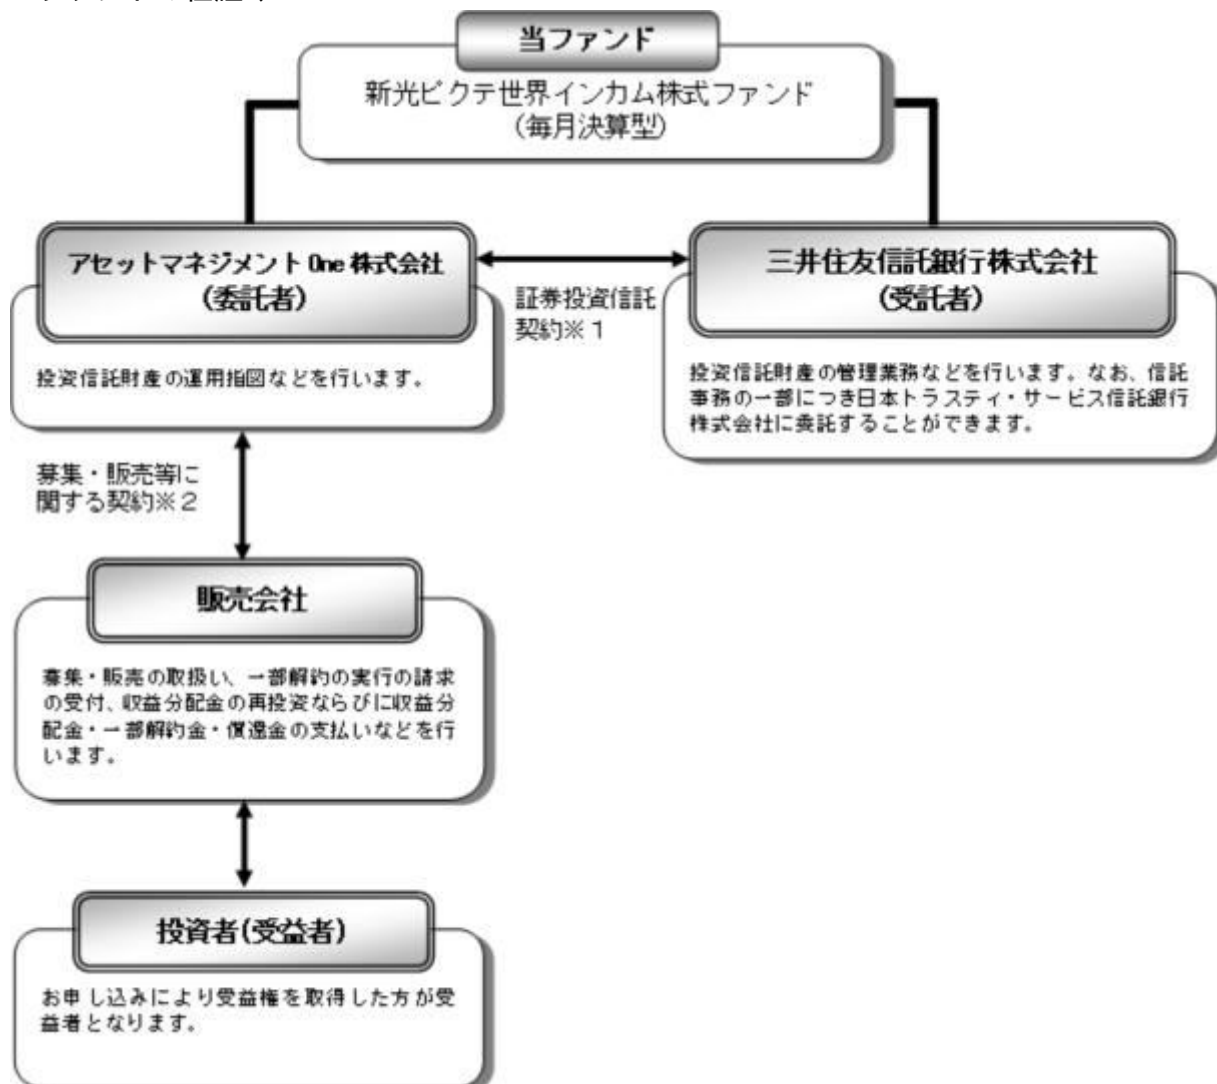 当ファンド
新光ピクテ世界インカム株式ファンド
（毎月決算型）
アセットマネジメントOne株式会社
（委託者）
投資信託財産の運用指図などを行います。
証券投資信託
契約※１
三井住友信託銀行株式会社
（受託者）
投資信託財産の管理業務などを行います。なお、信託
事務の一部につき日本トラスティ・サービス信託銀行
株式会社に委託することができます。
募集・販売等に
関する契約※２
販売会社
募集・販売の取扱い、一部解約の実行の請求
の受付、収益分配金の再投資ならびに収益分
配金・一部解約金・償還金の支払いなどを行
います。
投資者（受益者）
お申し込みにより受益権を取得した方が受
益者となります。